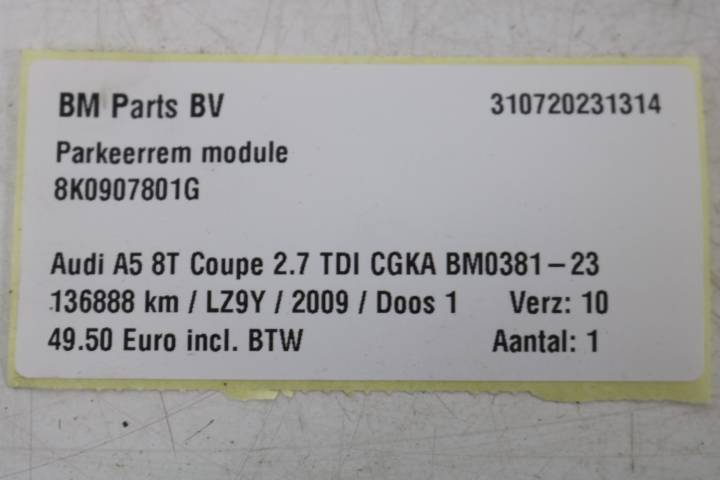 BM Parts BV 310720231314
Parkeerrem module
8K0907801G
Audi A5 8T Coupe 2.7 TDI CGKA BM0381-23
136888 km / LZ9Y / 2009 / Doos 1 Verz: 10
49.50 Euro incl. BTW Aantal: 1